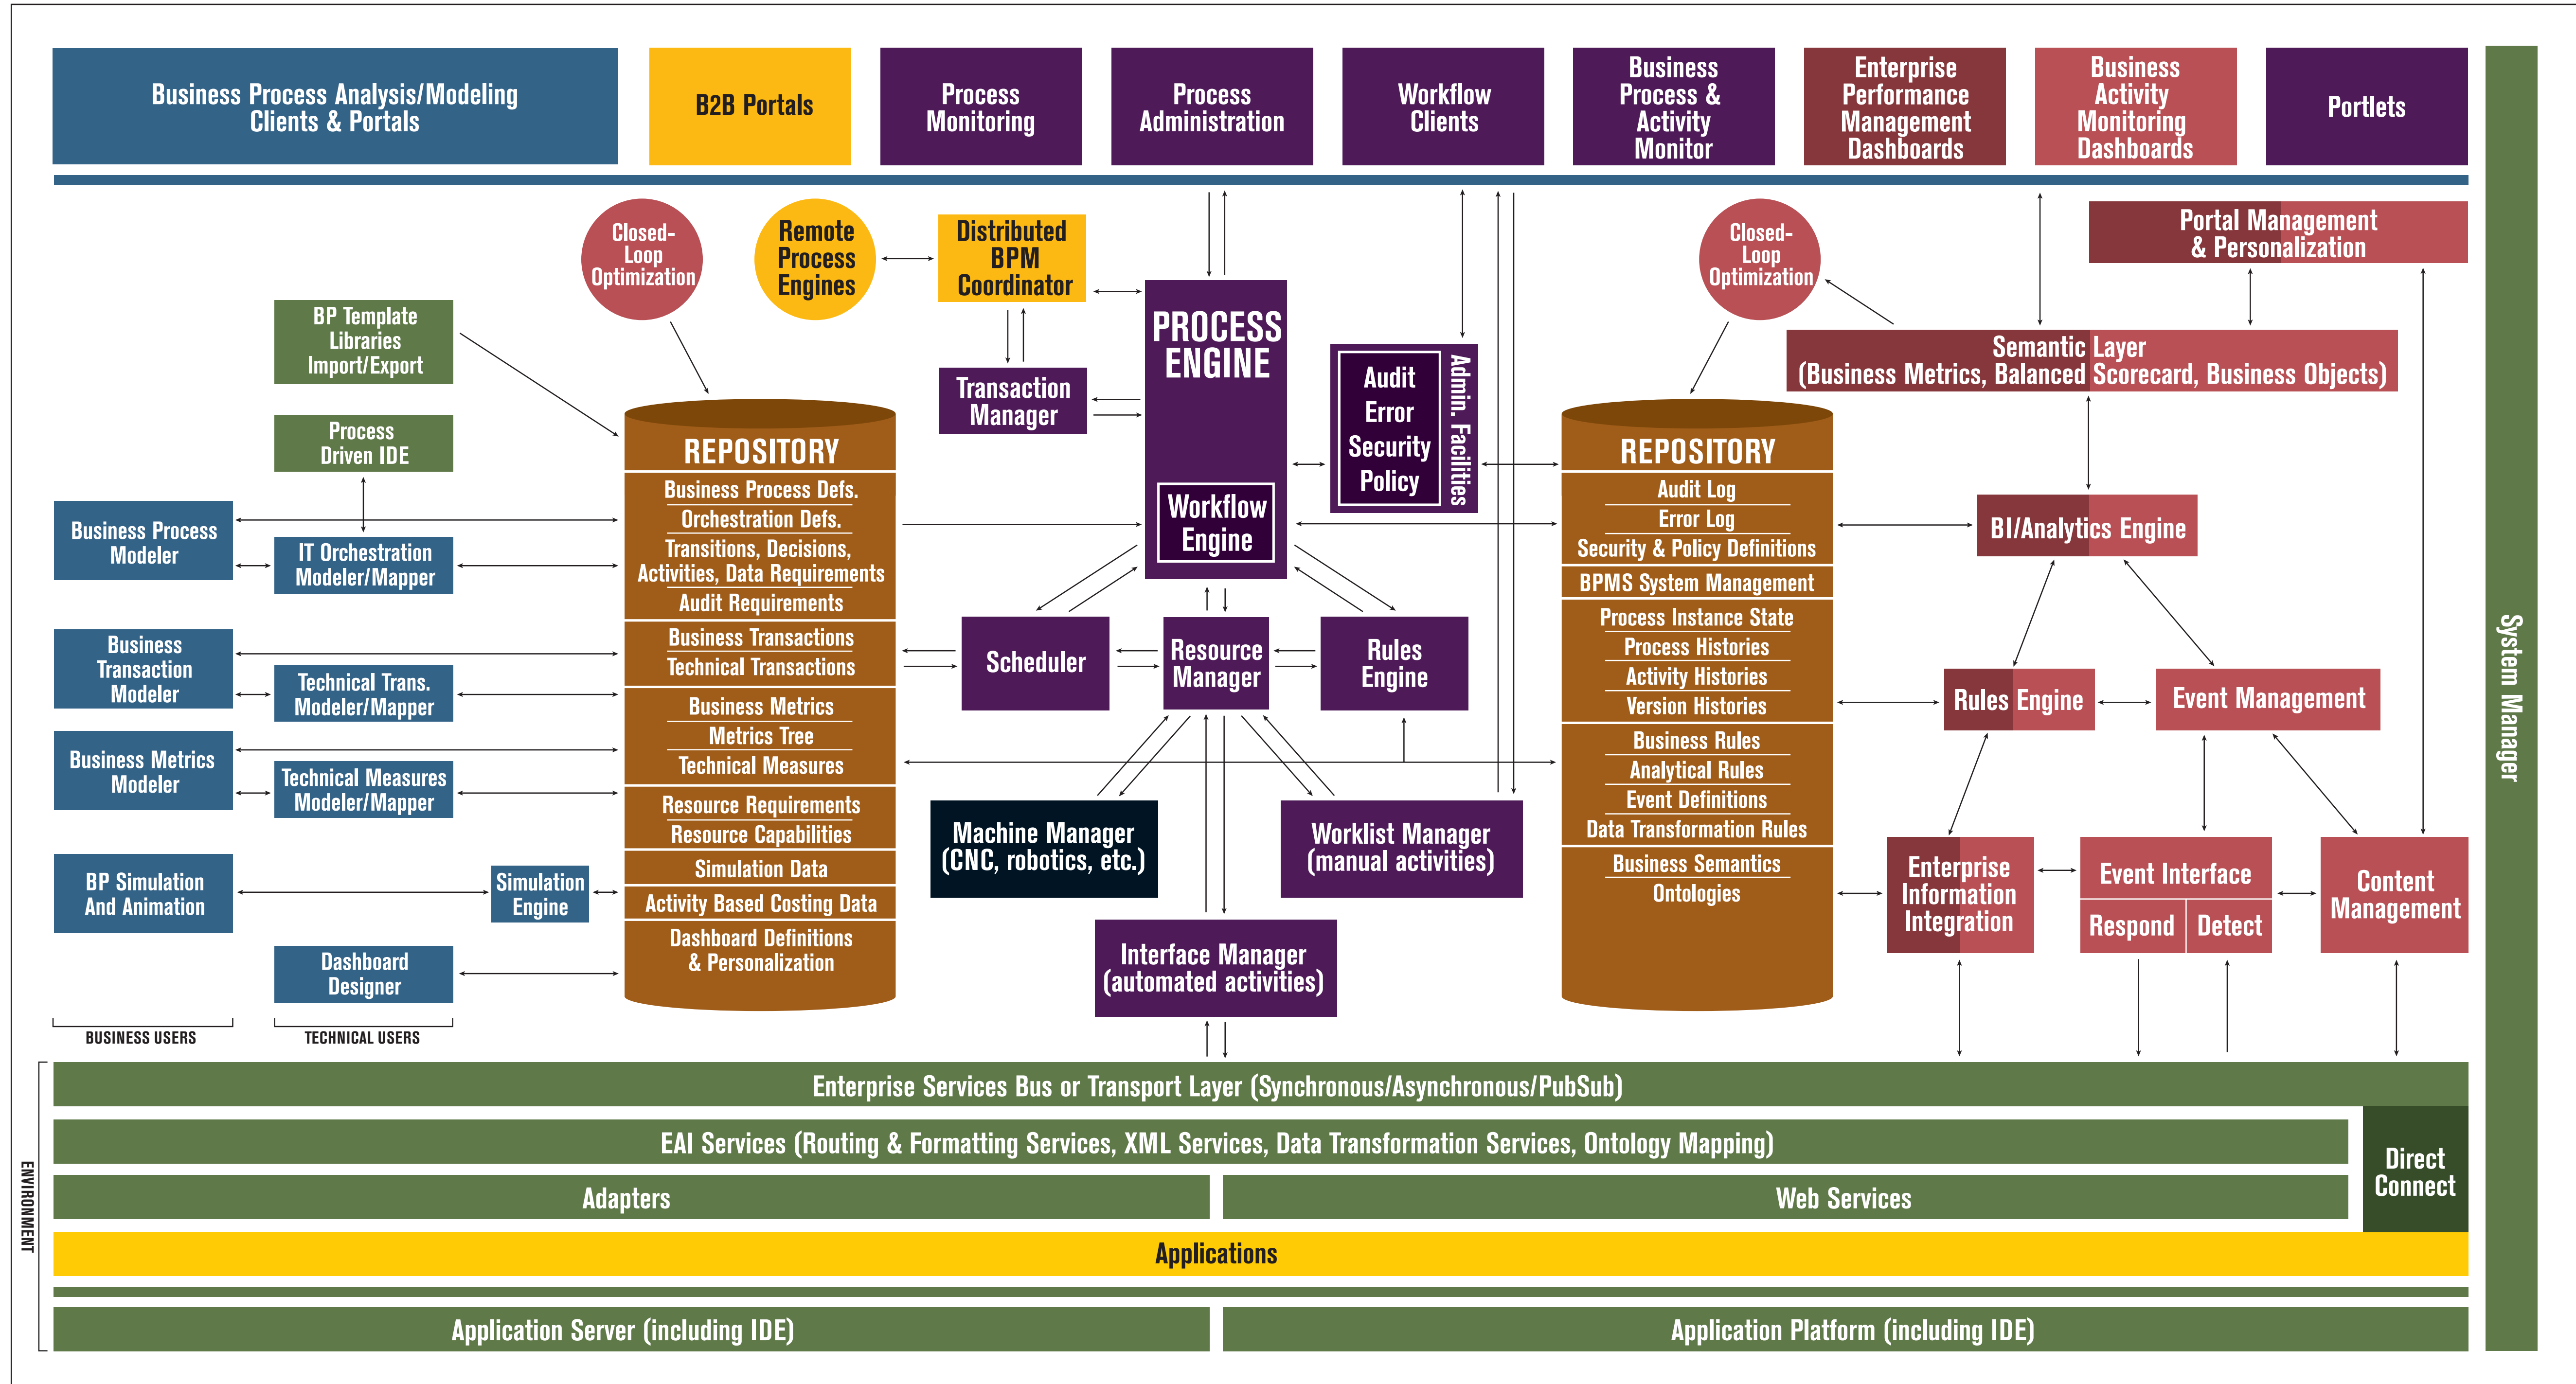 Business Process Analysis/Modeling
Clients & Portals
B2B Portals
Process
Monitoring
Process
Administration
Workflow
Clients
Business
Process &
Activity
Monitor
Enterprise
Performance
Management
Dashboards
Business
Activity
Monitoring
Dashboards
Portlets
System Manager
Closed-
Loop
Optimization
Remote
Process
Engines
Distributed
BPM
Coordinator
Closed-
Loop
Optimization
Portal Management
& Personalization
BP Template
Libraries
Import/Export
Process
Driven IDE
Business Process
Modeler
IT Orchestration
Modeler/Mapper
Business
Transaction
Modeler
Technical Trans.
Modeler/Mapper
Business Metrics
Modeler
Technical Measures
Modeler/Mapper
BP Simulation
And Animation
Simulation
Engine
Dashboard
Designer
BUSINESS USERS
TECHNICAL USERS
REPOSITORY
Business Process Defs.
Orchestration Defs.
Transitions, Decisions,
Activities, Data Requirements
Audit Requirements
Business Transactions
Technical Transactions
Business Metrics
Metrics Tree
Technical Measures
Resource Requirements
Resource Capabilities
Simulation Data
Activity Based Costing Data
Dashboard Definitions
& Personalization
Transaction
Manager
PROCESS
ENGINE
Workflow
Engine
Audit
Error
Security
Policy
Admin. Facilities
Scheduler
Resource
Manager
Rules
Engine
Machine Manager
(CNC, robotics, etc.)
Worklist Manager
(manual activities)
Interface Manager
(automated activities)
REPOSITORY
Audit Log
Error Log
Security & Policy Definitions
BPMS System Management
Process Instance State
Process Histories
Activity Histories
Version Histories
Business Rules
Analytical Rules
Event Definitions
Data Transformation Rules
Business Semantics
Ontologies
Semantic Layer
(Business Metrics, Balanced Scorecard, Business Objects)
BI/Analytics Engine
Rules Engine
Event Management
Enterprise
Information
Integration
Event Interface
Respond
Detect
Content
Management
ENVIRONMENT
Enterprise Services Bus or Transport Layer (Synchronous/Asynchronous/PubSub)
EAI Services (Routing & Formatting Services, XML Services, Data Transformation Services, Ontology Mapping)
Direct
Connect
Adapters
Web Services
Applications
Application Server (including IDE)
Application Platform (including IDE)